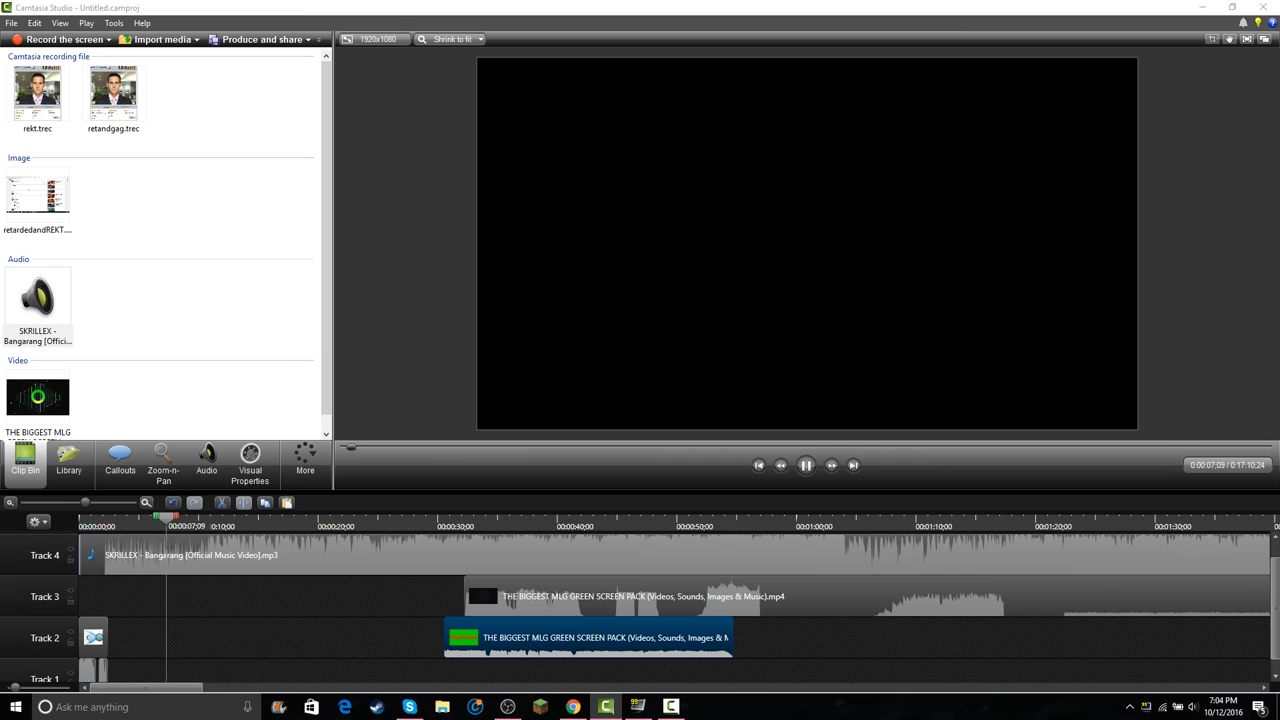 Camtasia Studio - Untitled.camproj
File Edit View Play Tools Help
Record the screen Import media Produce and share
1920x1080 Shrink to fit
Camtasia recording file
rekt.trec retandgag.trec
Image
retardedandREKT....
Audio
SKRILLEX -
Bangarang [Offici...
Video
THE BIGGEST MLG
Clip Bin Library Callouts Zoom-n-Pan Audio Visual Properties More
0:00:07;09 / 0:17:10;24
00:00:00;00 00:00:07;09 :0:10;00 00:00:20;00 00:00:30;00 00:00:40;00 00:00:50;00 00:01:00;00 00:01:10;00 00:01:20;00 00:01:30;00
Track 4 SKRILLEX - Bangarang [Official Music Video].mp3
Track 3 THE BIGGEST MLG GREEN SCREEN PACK (Videos, Sounds, Images & Music).mp4
Track 2 THE BIGGEST MLG GREEN SCREEN PACK (Videos, Sounds, Images & M
Track 1
Ask me anything
7:04 PM
10/12/2016